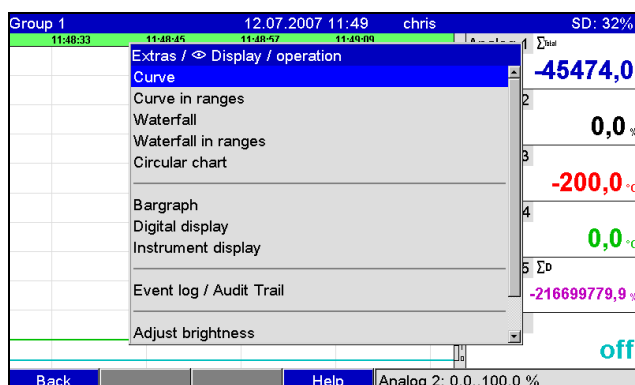 Group 1 12.07.2007 11:49 chris SD: 32%
11:48:33 11:48:45 11:48:57 11:49:09
Analog 1 ΣTotal
Extras / Display / operation
Curve
-45474,0
Curve in ranges
2
Waterfall
0,0 %
Waterfall in ranges
3
Circular chart
-200,0 °C
Bargraph
4
Digital display
0,0 °C
Instrument display
5 ΣD
Event log / Audit Trail
-216699779,9 %
Adjust brightness
off
Back Help Analog 2: 0,0..100,0 %